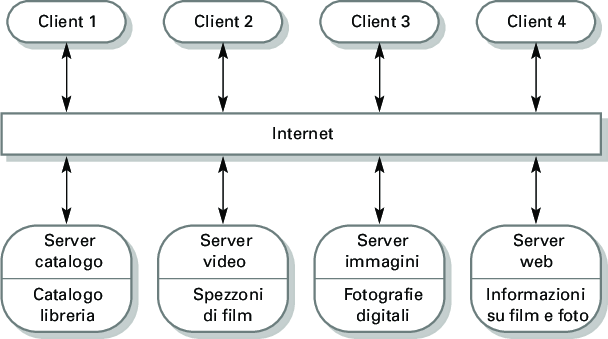 Client 1
Client 2
Client 3
Client 4
Internet
Server
catalogo
Catalogo
libreria
Server
video
Spezzoni
di film
Server
immagini
Fotografie
digitali
Server
web
Informazioni
su film e foto